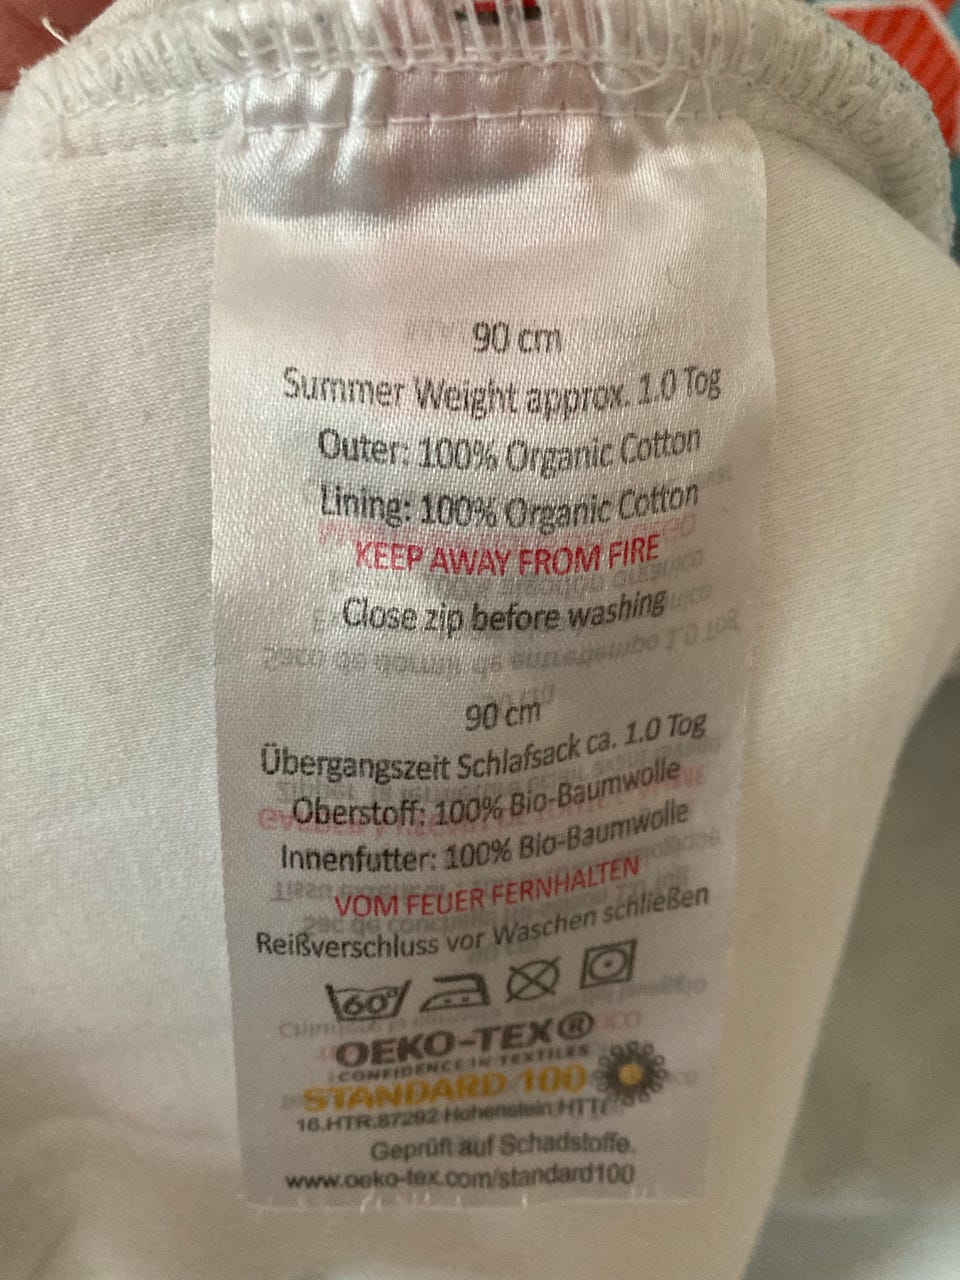 90 cm
Summer Weight approx. 1.0 Tog
Outer: 100% Organic Cotton
Lining: 100% Organic Cotton
KEEP AWAY FROM FIRE
Close zip before washing
90 cm
Übergangszeit Schlafsack ca. 1.0 Tog
Oberstoff: 100% Bio-Baumwolle
Innenfutter: 100% Bio-Baumwolle
VOM FEUER FERNHALTEN
Reißverschluss vor Waschen schließen
60°
OEKO-TEX®
CONFIDENCE IN TEXTILES
STANDARD 100
16.HTR.87292 Hohenstein HTTI
Geprüft auf Schadstoffe.
www.oeko-tex.com/standard100